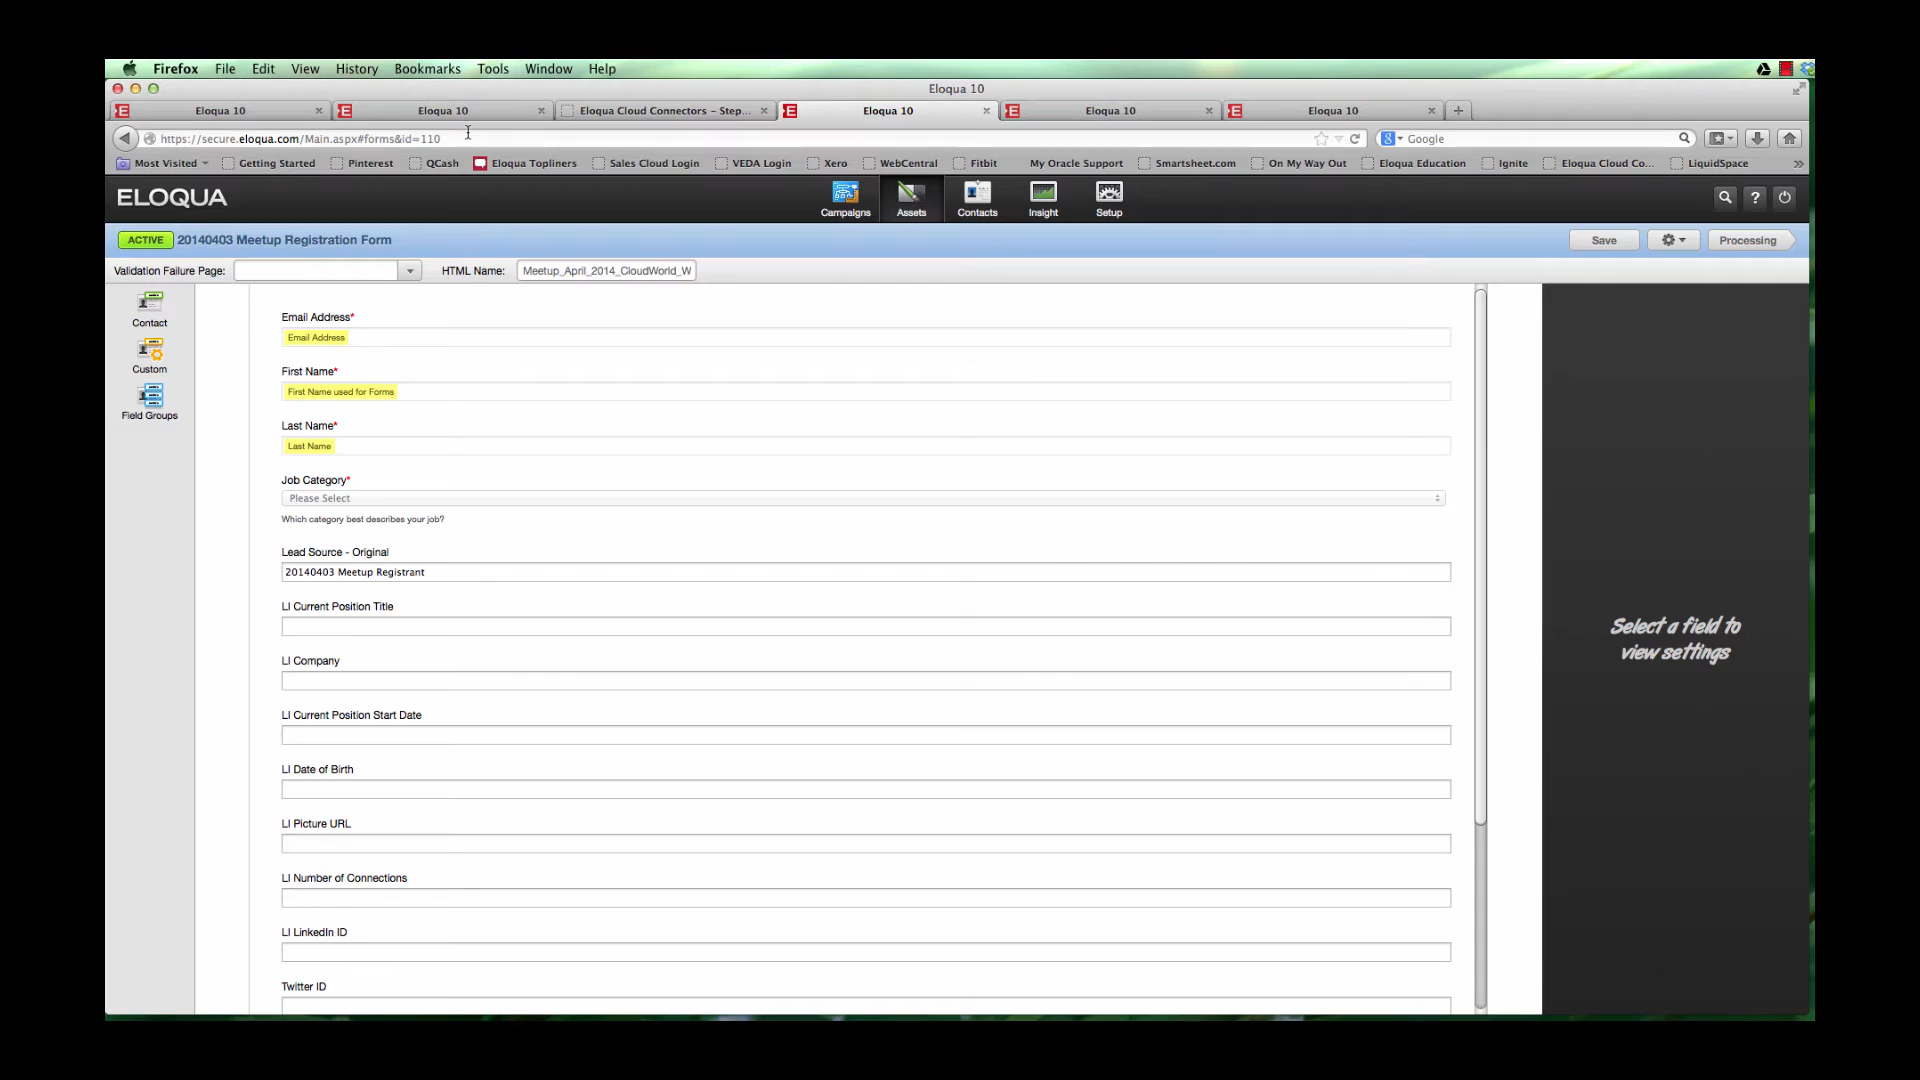 Firefox File Edit View History Bookmarks Tools Window Help
Eloqua 10
Eloqua 10 Eloqua 10 Eloqua Cloud Connectors – Step... Eloqua 10 Eloqua 10 Eloqua 10
https://secure.eloqua.com/Main.aspx#forms&id=110 Google
Most Visited Getting Started Pinterest QCash Eloqua Topliners Sales Cloud Login VEDA Login Xero WebCentral Fitbit My Oracle Support Smartsheet.com On My Way Out Eloqua Education Ignite Eloqua Cloud Co... LiquidSpace »
ELOQUA Campaigns Assets Contacts Insight Setup ?
ACTIVE 20140403 Meetup Registration Form Save Processing
Validation Failure Page: HTML Name: Meetup_April_2014_CloudWorld_W
Contact
Custom
Field Groups
Email Address*
Email Address
First Name*
First Name used for Forms
Last Name*
Last Name
Job Category*
Please Select
Which category best describes your job?
Lead Source - Original
20140403 Meetup Registrant
LI Current Position Title
LI Company
LI Current Position Start Date
LI Date of Birth
LI Picture URL
LI Number of Connections
LI LinkedIn ID
Twitter ID
Select a field to
view settings